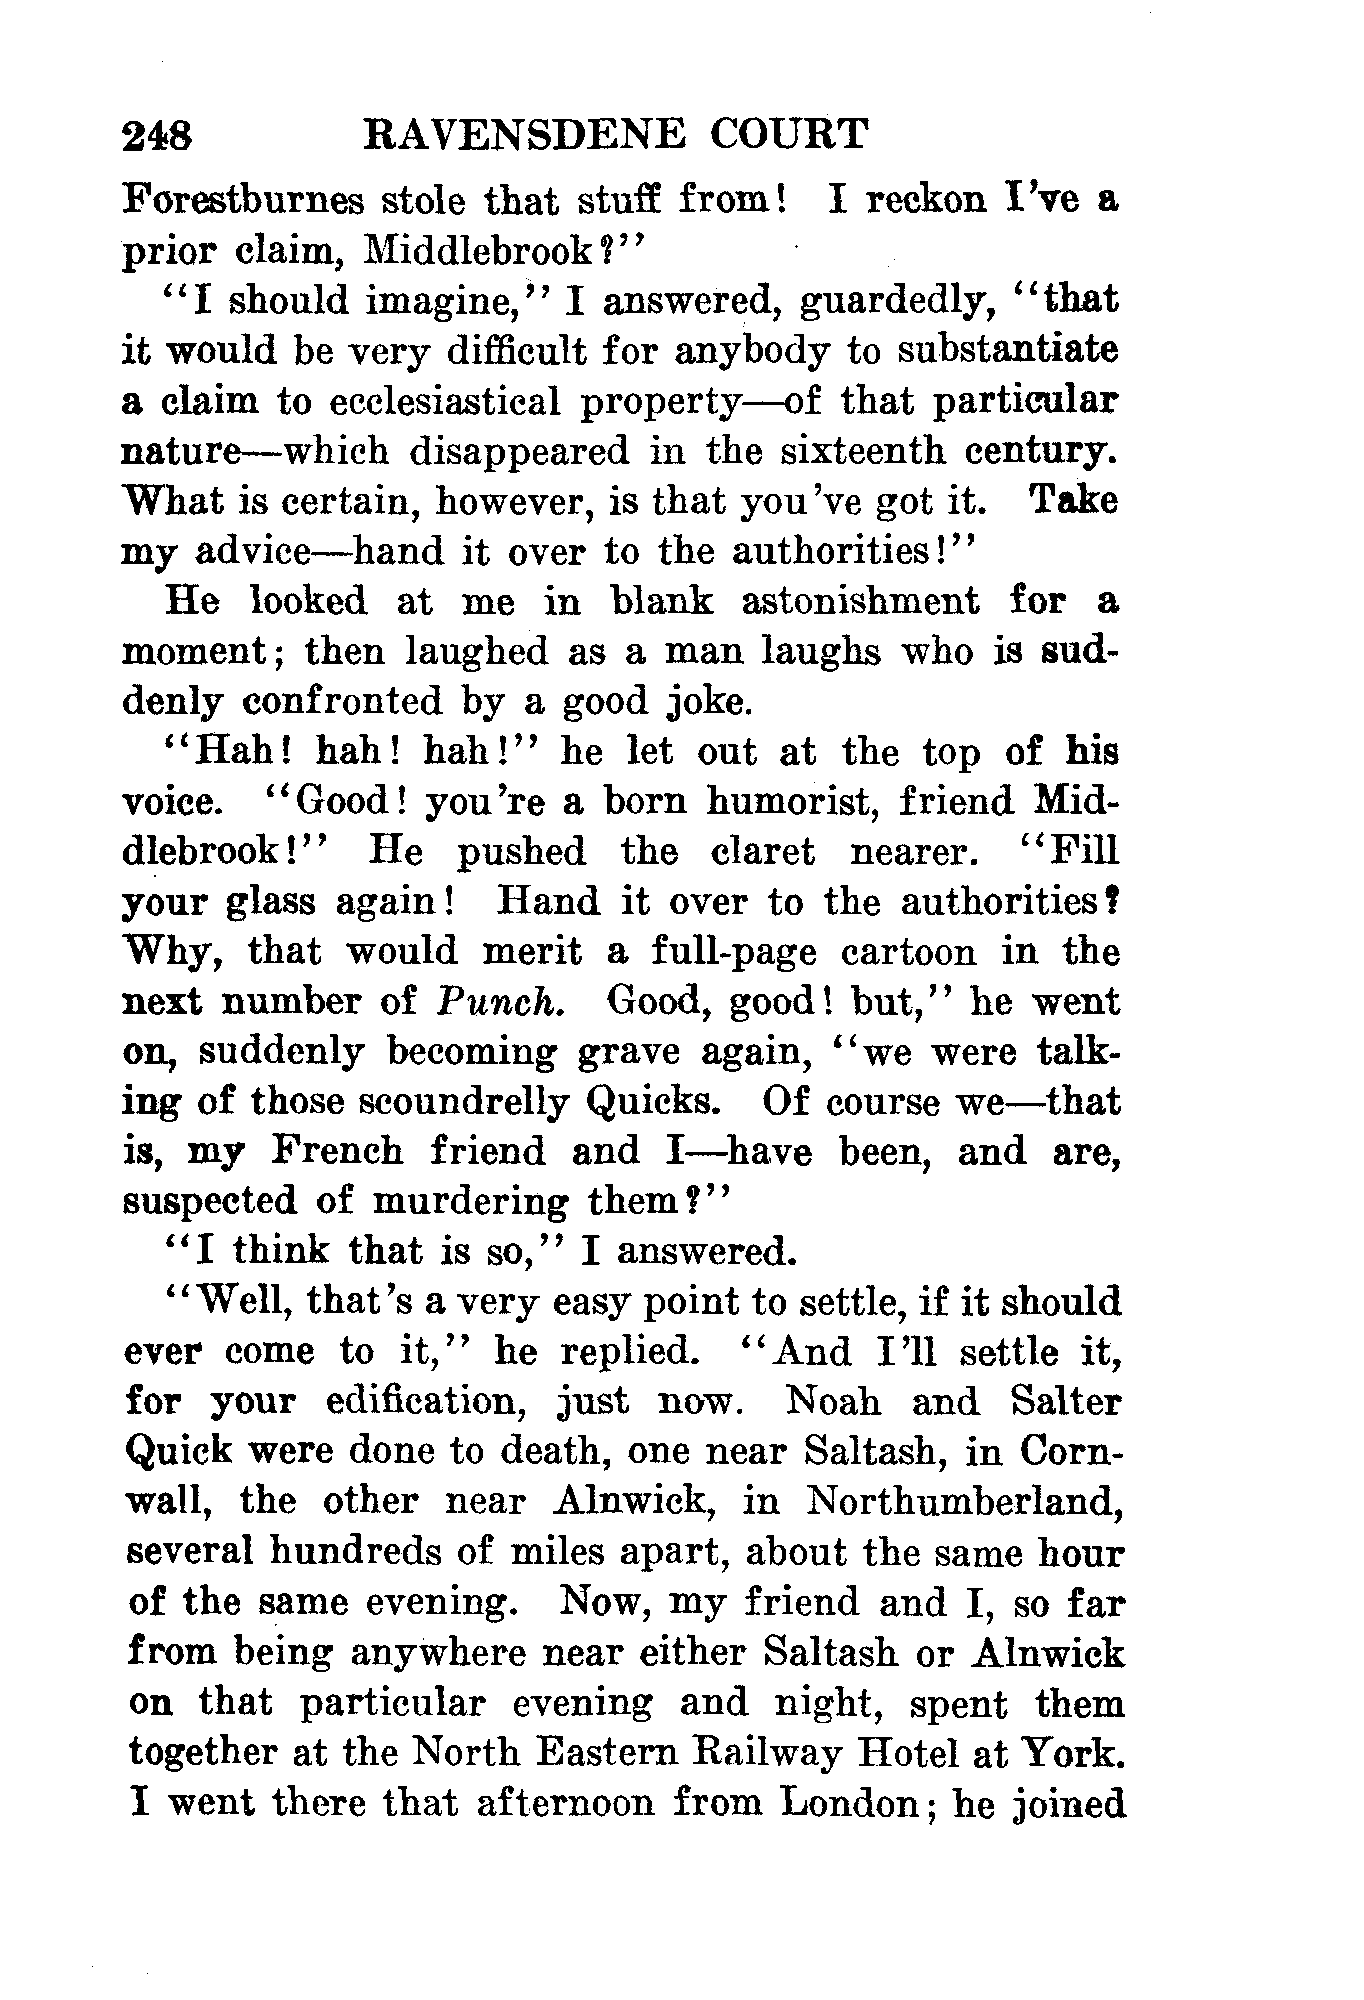 248 RAVENSDENE COURT
Forestburnes stole that stuff from! I reckon I've a
prior claim, Middlebrook?"
"I should imagine," I answered, guardedly, "that
it would be very difficult for anybody to substantiate
a claim to ecclesiastical property—of that particular
nature—which disappeared in the sixteenth century.
What is certain, however, is that you've got it. Take
my advice—hand it over to the authorities!"
He looked at me in blank astonishment for a
moment; then laughed as a man laughs who is sud-
denly confronted by a good joke.
"Hah! hah! hah!" he let out at the top of his
voice. "Good! you're a born humorist, friend Mid-
dlebrook!" He pushed the claret nearer. "Fill
your glass again! Hand it over to the authorities?
Why, that would merit a full-page cartoon in the
next number of Punch. Good, good! but," he went
on, suddenly becoming grave again, "we were talk-
ing of those scoundrelly Quicks. Of course we—that
is, my French friend and I—have been, and are,
suspected of murdering them?"
"I think that is so," I answered.
"Well, that's a very easy point to settle, if it should
ever come to it," he replied. "And I'll settle it,
for your edification, just now. Noah and Salter
Quick were done to death, one near Saltash, in Corn-
wall, the other near Alnwick, in Northumberland,
several hundreds of miles apart, about the same hour
of the same evening. Now, my friend and I, so far
from being anywhere near either Saltash or Alnwick
on that particular evening and night, spent them
together at the North Eastern Railway Hotel at York.
I went there that afternoon from London; he joined